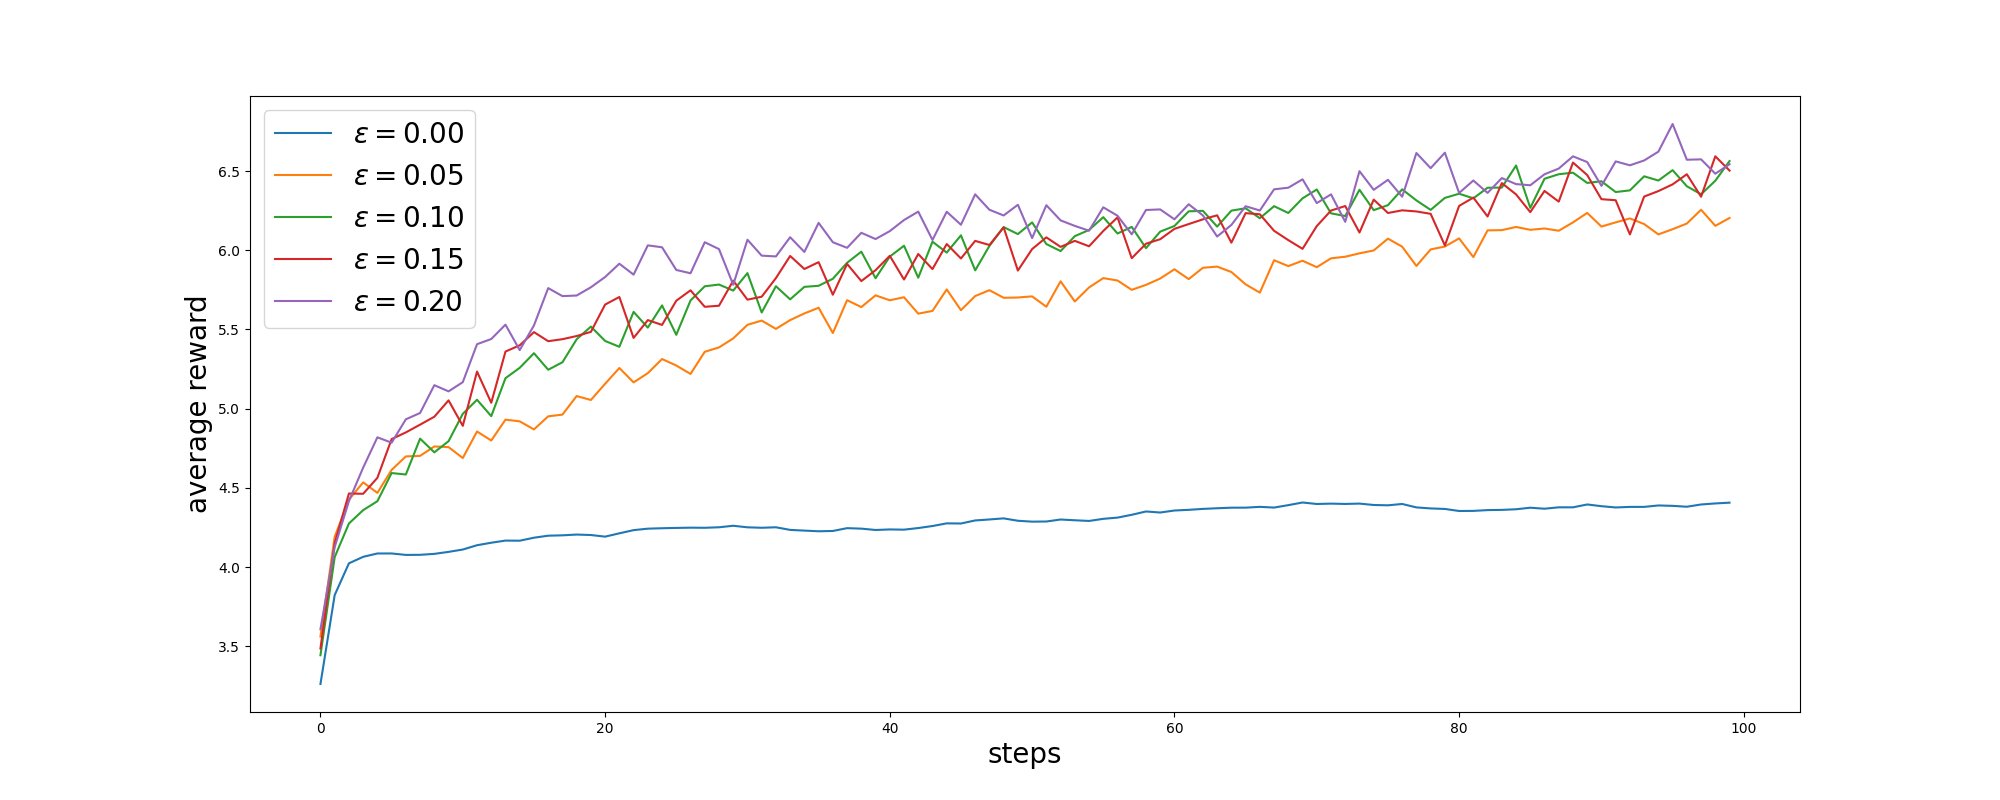 ε = 0.00
ε = 0.05
ε = 0.10
ε = 0.15
ε = 0.20
average reward
6.5
6.0
5.5
5.0
4.5
4.0
3.5
0 20 40 60 80 100
steps